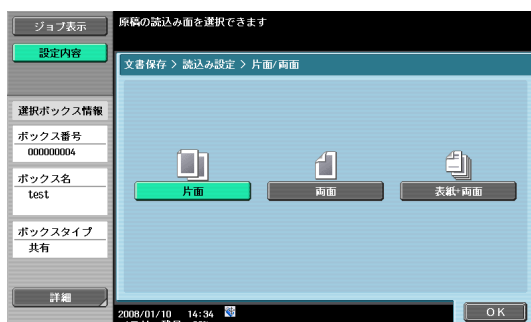 ジョブ表示
設定内容
原稿の読込み面を選択できます
文書保存 > 読込み設定 > 片面/両面
選択ボックス情報
ボックス番号
000000004
ボックス名
test
ボックスタイプ
共有
詳細
片面
両面
表紙+両面
2008/01/10 14:34
OK